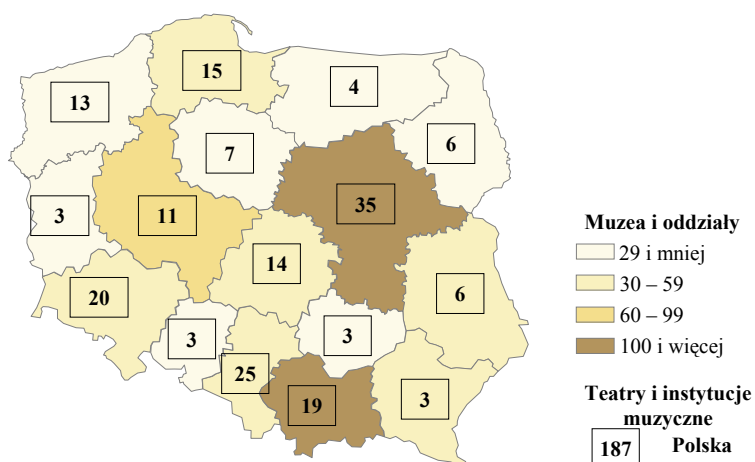 15
4
13
7
6
3
11
35
14
20
6
3
3
25
19
3
Muzea i oddziały
29 i mniej
30 – 59
60 – 99
100 i więcej
Teatry i instytucje
muzyczne
187 Polska